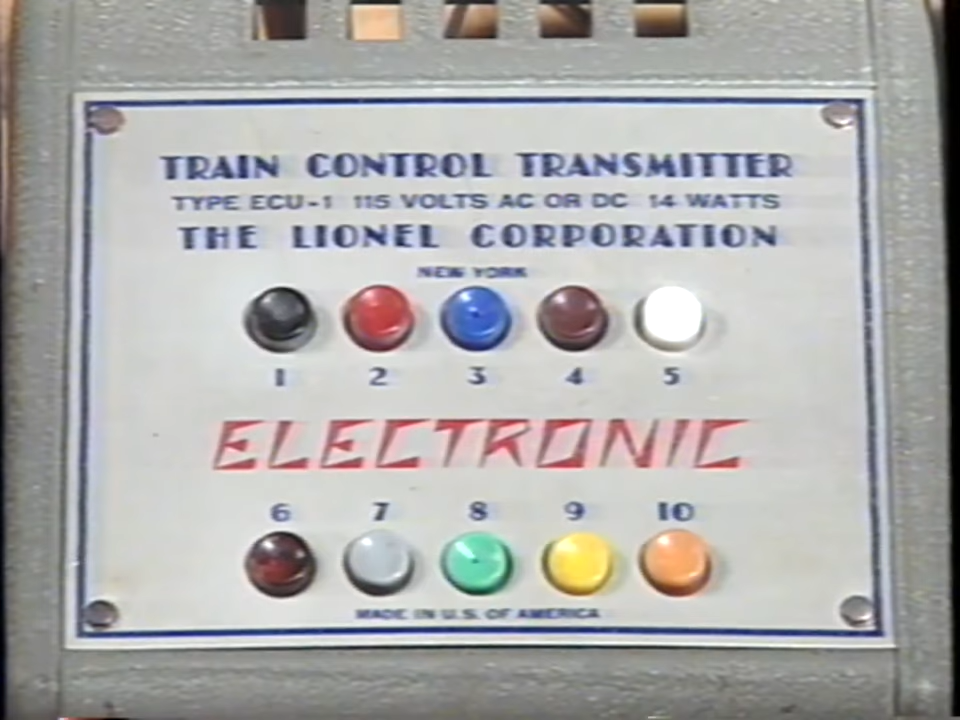 TRAIN CONTROL TRANSMITTER
TYPE ECU-1 115 VOLTS AC OR DC 14 WATTS
THE LIONEL CORPORATION
NEW YORK
1 2 3 4 5
ELECTRONIC
6 7 8 9 10
MADE IN U.S. OF AMERICA